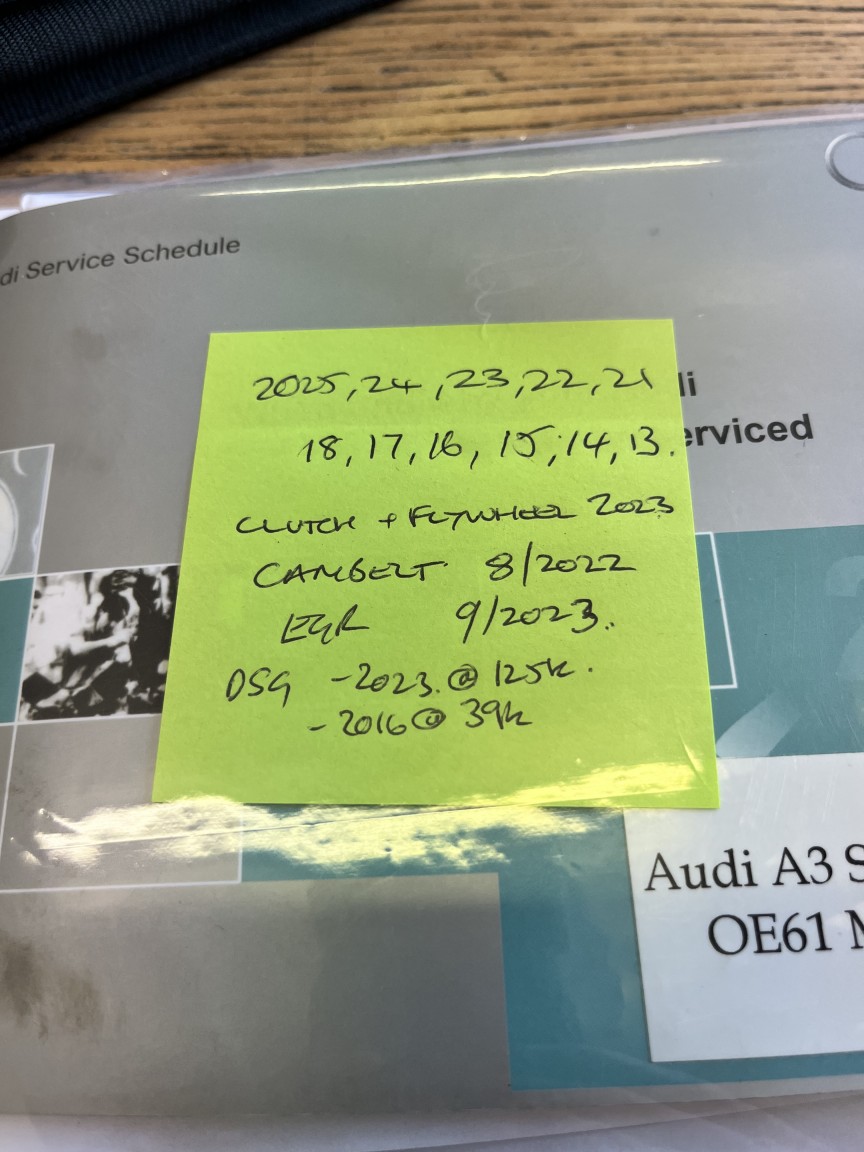 di Service Schedule
2025, 24, 23, 22, 21
li
18, 17, 16, 15, 14, 13.
erviced
CLUTCH + FLYWHEEL 2023
CAMBELT 8/2022
EGR 9/2023.
DSG - 2023. @ 125k.
- 2016 @ 39k
Audi A3 S
OE61 M